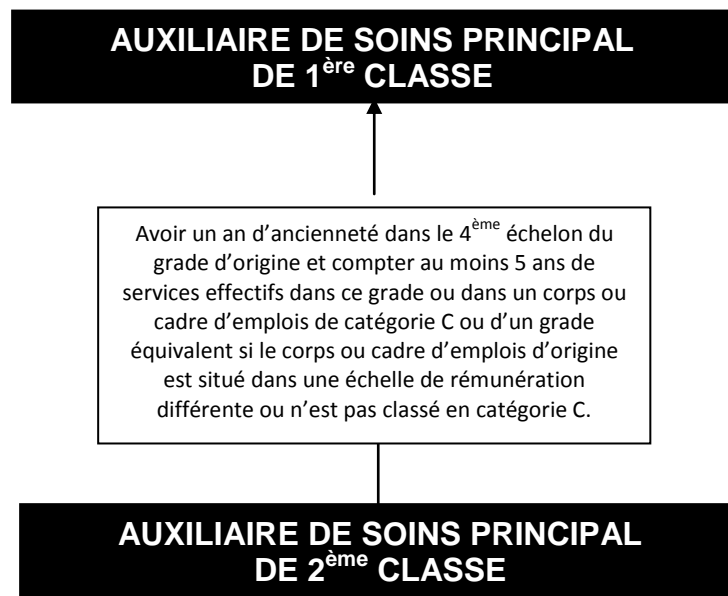 AUXILIAIRE DE SOINS PRINCIPAL
DE 1ère CLASSE
Avoir un an d’ancienneté dans le 4ème échelon du
grade d’origine et compter au moins 5 ans de
services effectifs dans ce grade ou dans un corps ou
cadre d’emplois de catégorie C ou d’un grade
équivalent si le corps ou cadre d’emplois d’origine
est situé dans une échelle de rémunération
différente ou n’est pas classé en catégorie C.
AUXILIAIRE DE SOINS PRINCIPAL
DE 2ème CLASSE